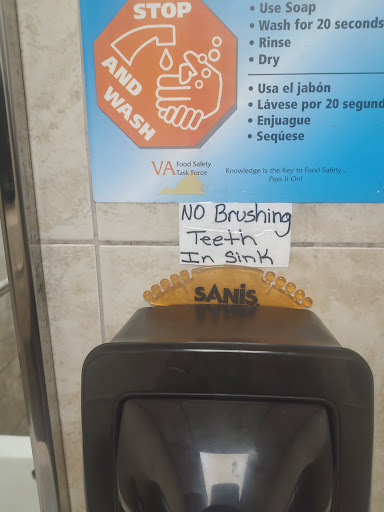 STOP
AND WASH
• Use Soap
• Wash for 20 seconds
• Rinse
• Dry
• Usa el jabón
• Lávese por 20 segund
• Enjuague
• Seqúese
VA Food Safety
Task Force
Knowledge Is the Key to Food Safety...
Pass It On!
NO Brushing
Teeth
In Sink
SANiS